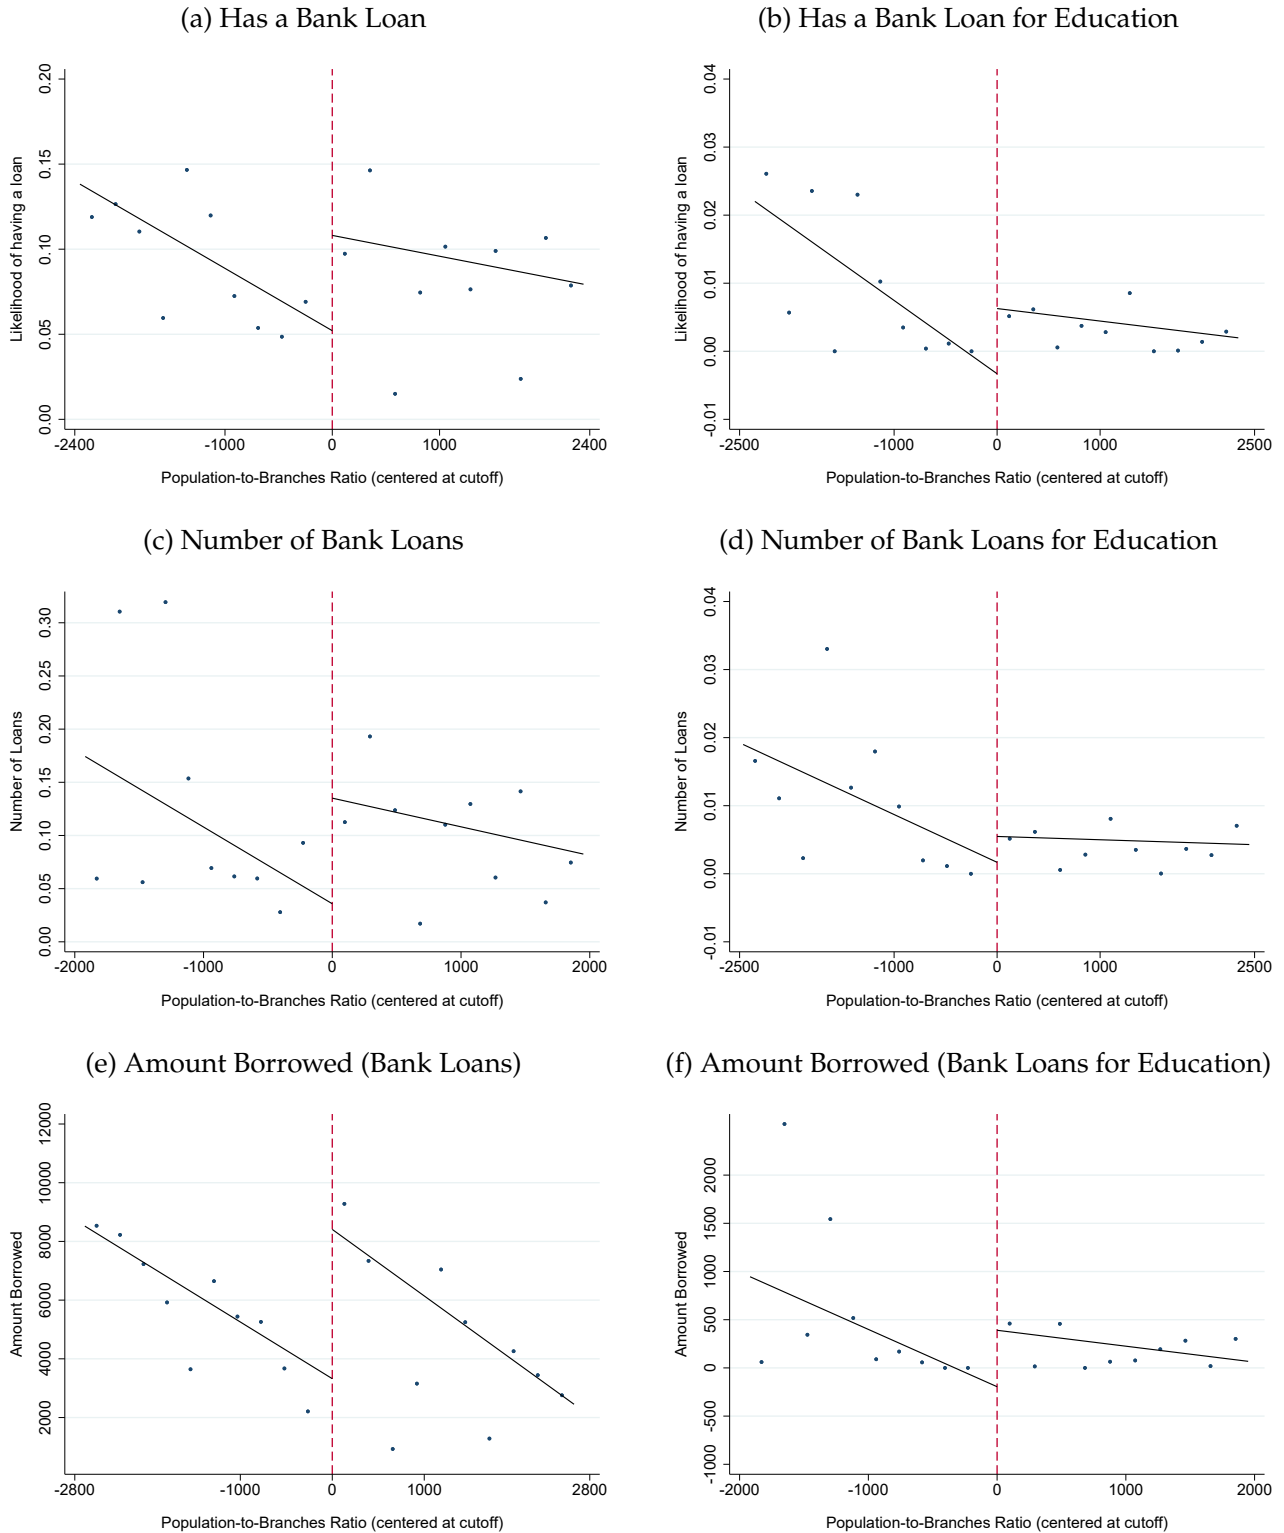 (a) Has a Bank Loan
Likelihood of having a loan
0.20
0.15
0.10
0.05
0.00
-2400 -1000 0 1000 2400
Population-to-Branches Ratio (centered at cutoff)
(b) Has a Bank Loan for Education
Likelihood of having a loan
0.04
0.03
0.02
0.01
0.00
-0.01
-2500 -1000 0 1000 2500
Population-to-Branches Ratio (centered at cutoff)
(c) Number of Bank Loans
Number of Loans
0.30
0.25
0.20
0.15
0.10
0.05
0.00
-2000 -1000 0 1000 2000
Population-to-Branches Ratio (centered at cutoff)
(d) Number of Bank Loans for Education
Number of Loans
0.04
0.03
0.02
0.01
0.00
-0.01
-2500 -1000 0 1000 2500
Population-to-Branches Ratio (centered at cutoff)
(e) Amount Borrowed (Bank Loans)
Amount Borrowed
12000
10000
8000
6000
4000
2000
-2800 -1000 0 1000 2800
Population-to-Branches Ratio (centered at cutoff)
(f) Amount Borrowed (Bank Loans for Education)
Amount Borrowed
2000
1500
1000
500
0
-500
-1000
-2000 -1000 0 1000 2000
Population-to-Branches Ratio (centered at cutoff)